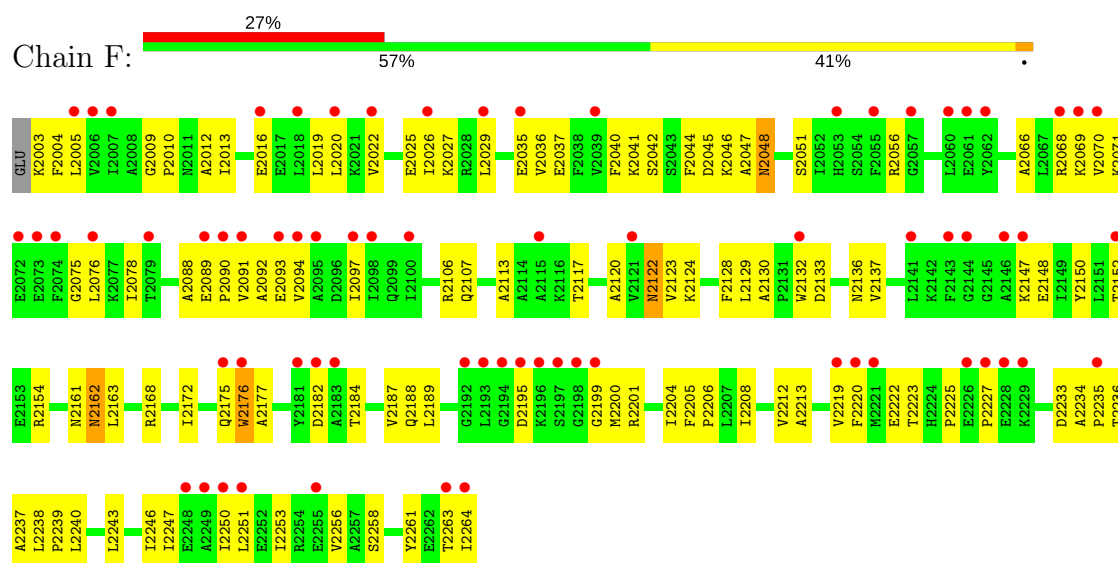 27%
Chain F:
57% 41% •
GLU K2003 F2004 L2005 V2006 I2007 A2008 G2009 P2010 N2011 A2012 I2013 E2016 E2017 L2018 L2019 L2020 K2021 V2022 E2025 I2026 K2027 R2028 L2029 E2035 V2036 E2037 F2038 V2039 F2040 K2041 S2042 S2043 F2044 D2045 K2046 A2047 N2048 S2051 I2052 H2053 S2054 F2055 R2056 G2057 L2060 E2061 Y2062 A2066 L2067 R2068 K2069 V2070 K2071
E2072 E2073 F2074 G2075 L2076 K2077 I2078 T2079 A2088 E2089 P2090 V2091 A2092 E2093 V2094 A2095 D2096 I2097 I2098 Q2099 I2100 R2106 Q2107 A2113 A2114 A2115 K2116 T2117 A2120 V2121 N2122 V2123 K2124 F2128 L2129 A2130 P2131 W2132 D2133 N2136 V2137 L2141 K2142 F2143 G2144 G2145 A2146 K2147 E2148 I2149 Y2150 L2151 T2152
E2153 R2154 N2161 N2162 L2163 R2168 I2172 Q2175 W2176 A2177 Y2181 D2182 A2183 T2184 V2187 Q2188 L2189 G2192 L2193 G2194 D2195 K2196 S2197 G2198 G2199 M2200 R2201 I2204 F2205 P2206 L2207 I2208 V2212 A2213 V2219 F2220 M2221 E2222 T2223 H2224 P2225 E2226 P2227 E2228 K2229 D2233 A2234 P2235 T2236
A2237 L2238 P2239 L2240 L2243 I2246 I2247 E2248 A2249 I2250 L2251 E2252 I2253 R2254 E2255 V2256 A2257 S2258 Y2261 E2262 T2263 I2264